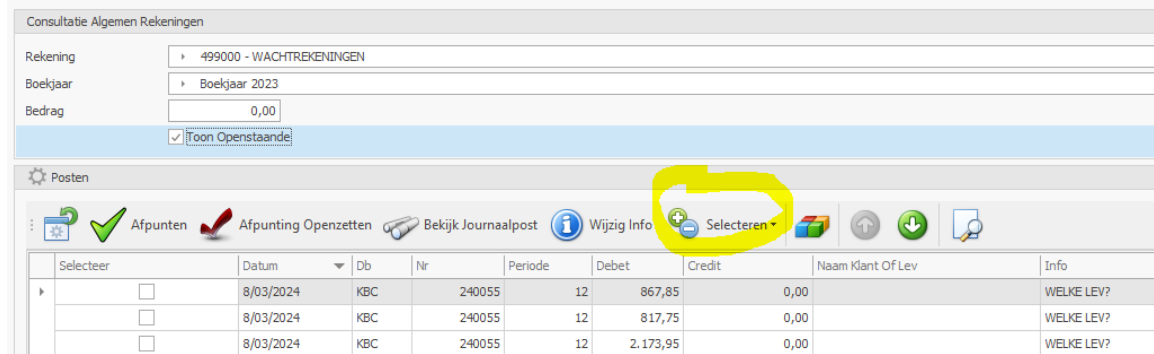 Consultatie Algemen Rekeningen
Rekening 499000 - WACHTREKENINGEN
Boekjaar Boekjaar 2023
Bedrag 0,00
Toon Openstaande
Posten
Afpunten Afpunting Openzetten Bekijk Journaalpost Wijzig Info Selecteren
Selecteer Datum Db Nr Periode Debet Credit Naam Klant Of Lev Info
8/03/2024 KBC 240055 12 867,85 0,00 WELKE LEV?
8/03/2024 KBC 240055 12 817,75 0,00 WELKE LEV?
8/03/2024 KBC 240055 12 2.173,95 0,00 WELKE LEV?